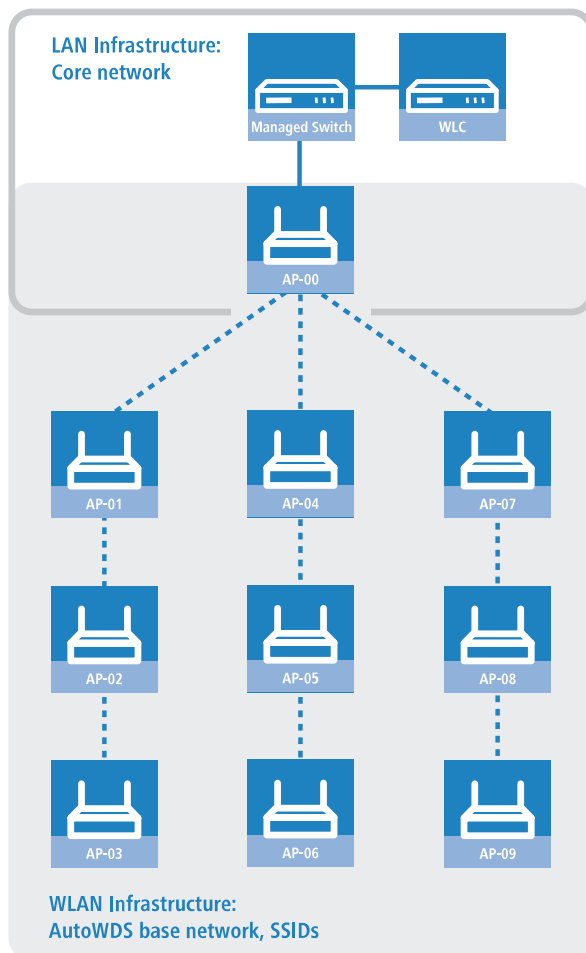 LAN Infrastructure:
Core network
Managed Switch
WLC
AP-00
AP-01
AP-04
AP-07
AP-02
AP-05
AP-08
AP-03
AP-06
AP-09
WLAN Infrastructure:
AutoWDS base network, SSIDs